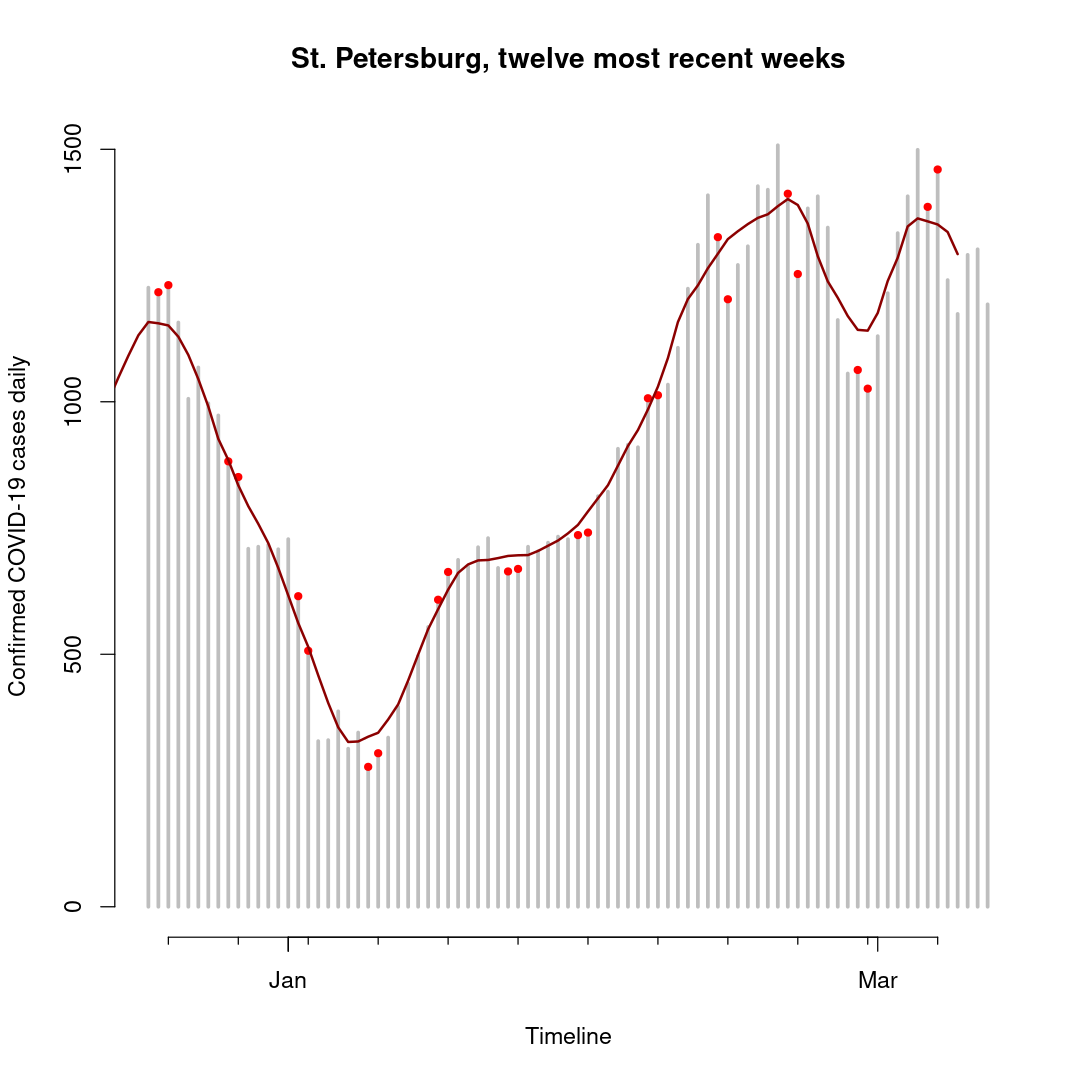 St. Petersburg, twelve most recent weeks
Confirmed COVID-19 cases daily
1500
1000
500
0
Jan
Mar
Timeline